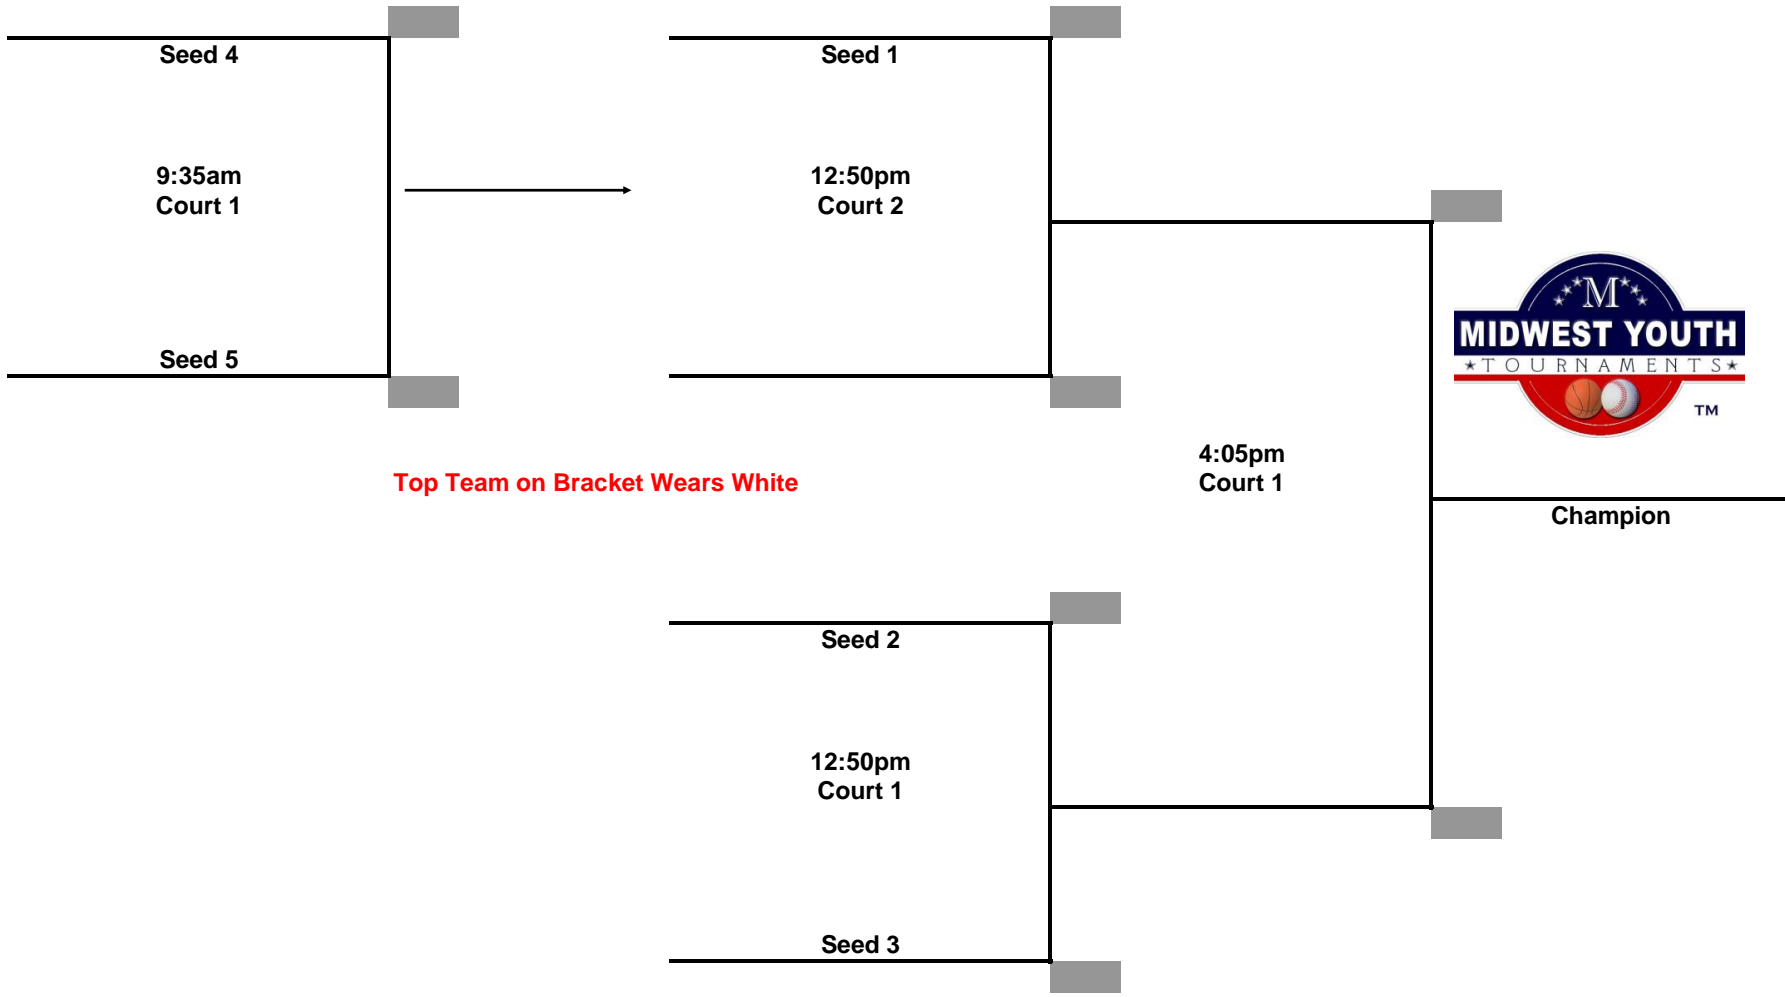 Seed 4
9:35am
Court 1
Seed 5
Seed 1
12:50pm
Court 2
Top Team on Bracket Wears White
4:05pm
Court 1
M
MIDWEST YOUTH
★TOURNAMENTS★
TM
Champion
Seed 2
12:50pm
Court 1
Seed 3